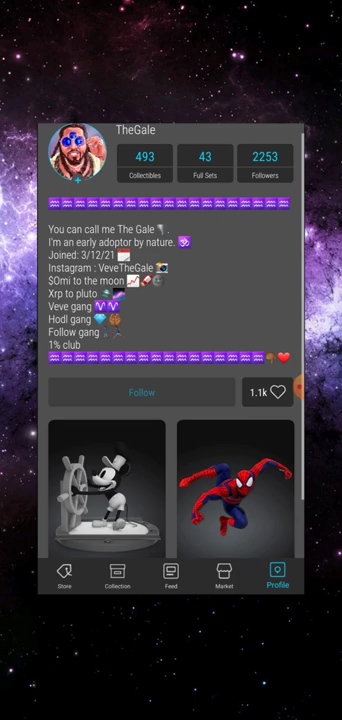 TheGale
493 43 2253
Collectibles Full Sets Followers
♒♒♒♒♒♒♒♒♒♒♒♒♒♒♒♒♒♒
You can call me The Gale🌪️.
I'm an early adoptor by nature. 🕉️
Joined: 3/12/21 🗓️
Instagram : VeveTheGale 📷
$Omi to the moon 📈🚀🌚
Xrp to pluto 🛸🌌
Veve gang ♈♈
Hodl gang 💎
Follow gang
1% club
♒♒♒♒♒♒♒♒♒♒♒♒♒♒♒♒❤️
Follow 1.1k
Store Collection Feed Market Profile